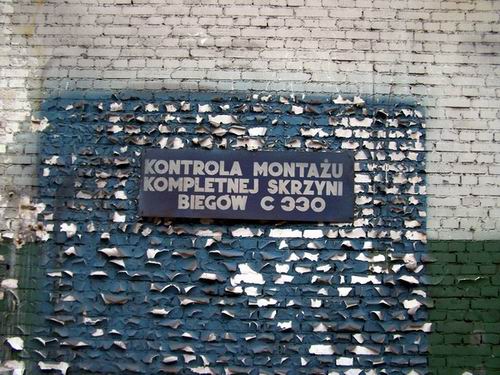 KONTROLA MONTAŻU
KOMPLETNEJ SKRZYNI
BIEGÓW C 330